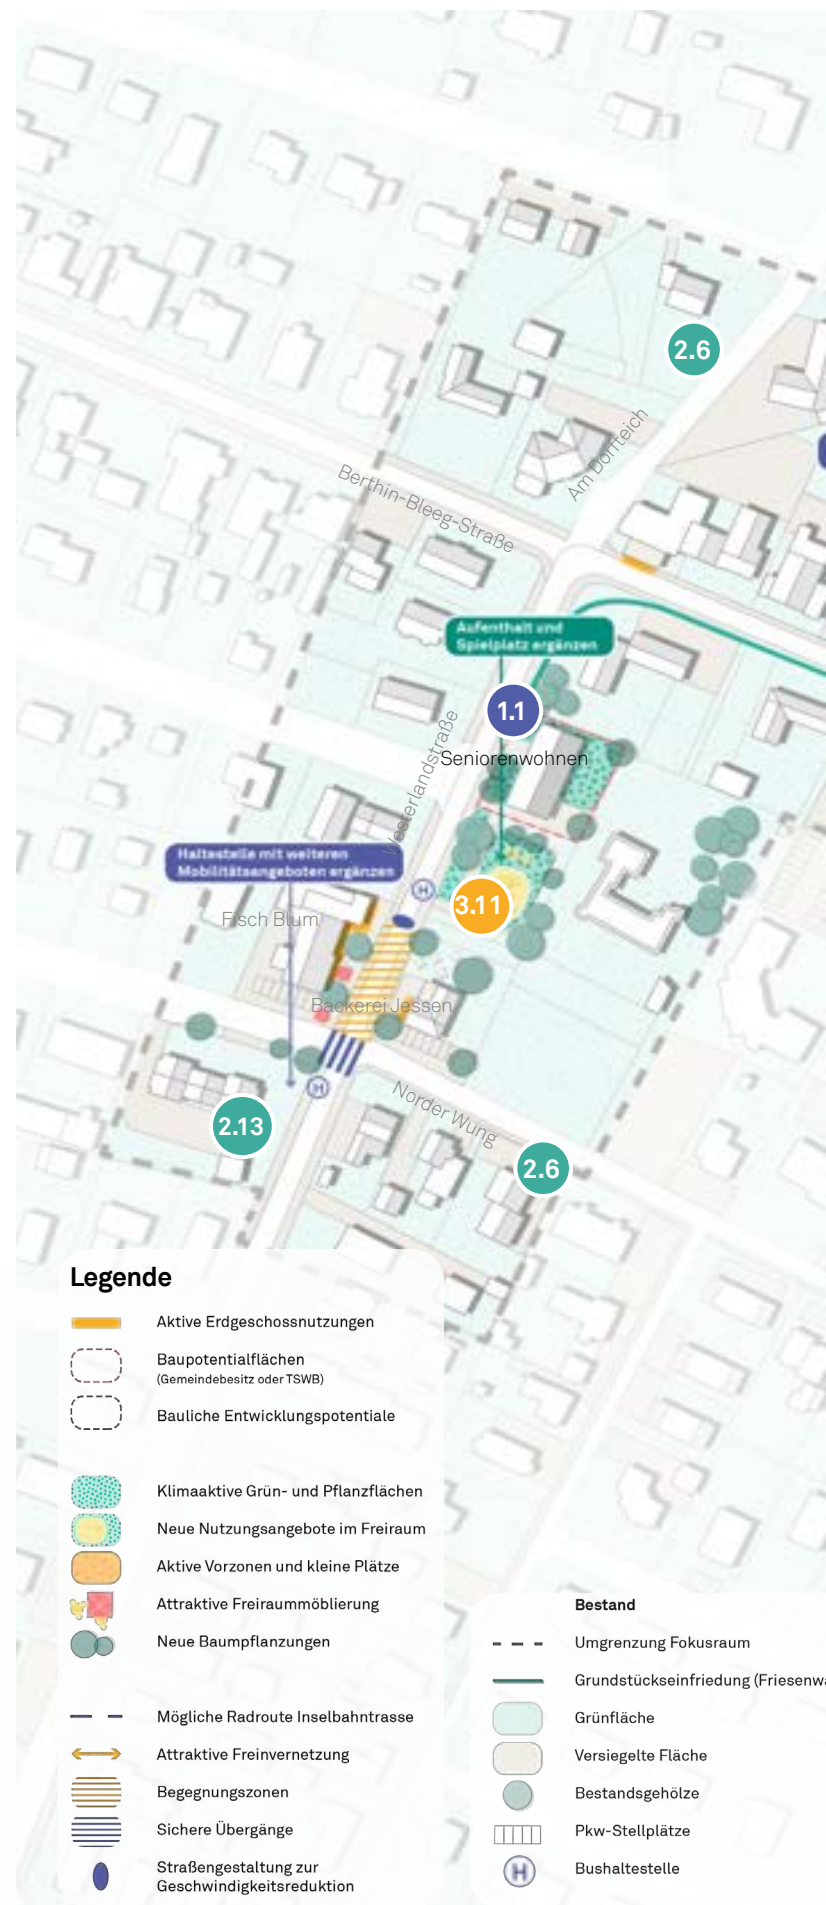 2.6
Am Dorfteich
Berthin-Bleeg-Straße
Aufenthalt und
Spielplatz ergänzen
1.1
Seniorenwohnen
Westerlandstraße
Haltestelle mit weiteren
Mobilitätsangeboten ergänzen
H
3.11
Fisch Blum
Bäckerei Jessen
H
Norder Wung
2.13
2.6
Legende
Aktive Erdgeschossnutzungen
Baupotentialflächen
(Gemeindebesitz oder TSWB)
Bauliche Entwicklungspotentiale
Klimaaktive Grün- und Pflanzflächen
Neue Nutzungsangebote im Freiraum
Aktive Vorzonen und kleine Plätze
Attraktive Freiraummöblierung
Neue Baumpflanzungen
Mögliche Radroute Inselbahntrasse
Attraktive Freinvernetzung
Begegnungszonen
Sichere Übergänge
Straßengestaltung zur
Geschwindigkeitsreduktion
Bestand
Umgrenzung Fokusraum
Grundstückseinfriedung (Friesenwa
Grünfläche
Versiegelte Fläche
Bestandsgehölze
Pkw-Stellplätze
H
Bushaltestelle